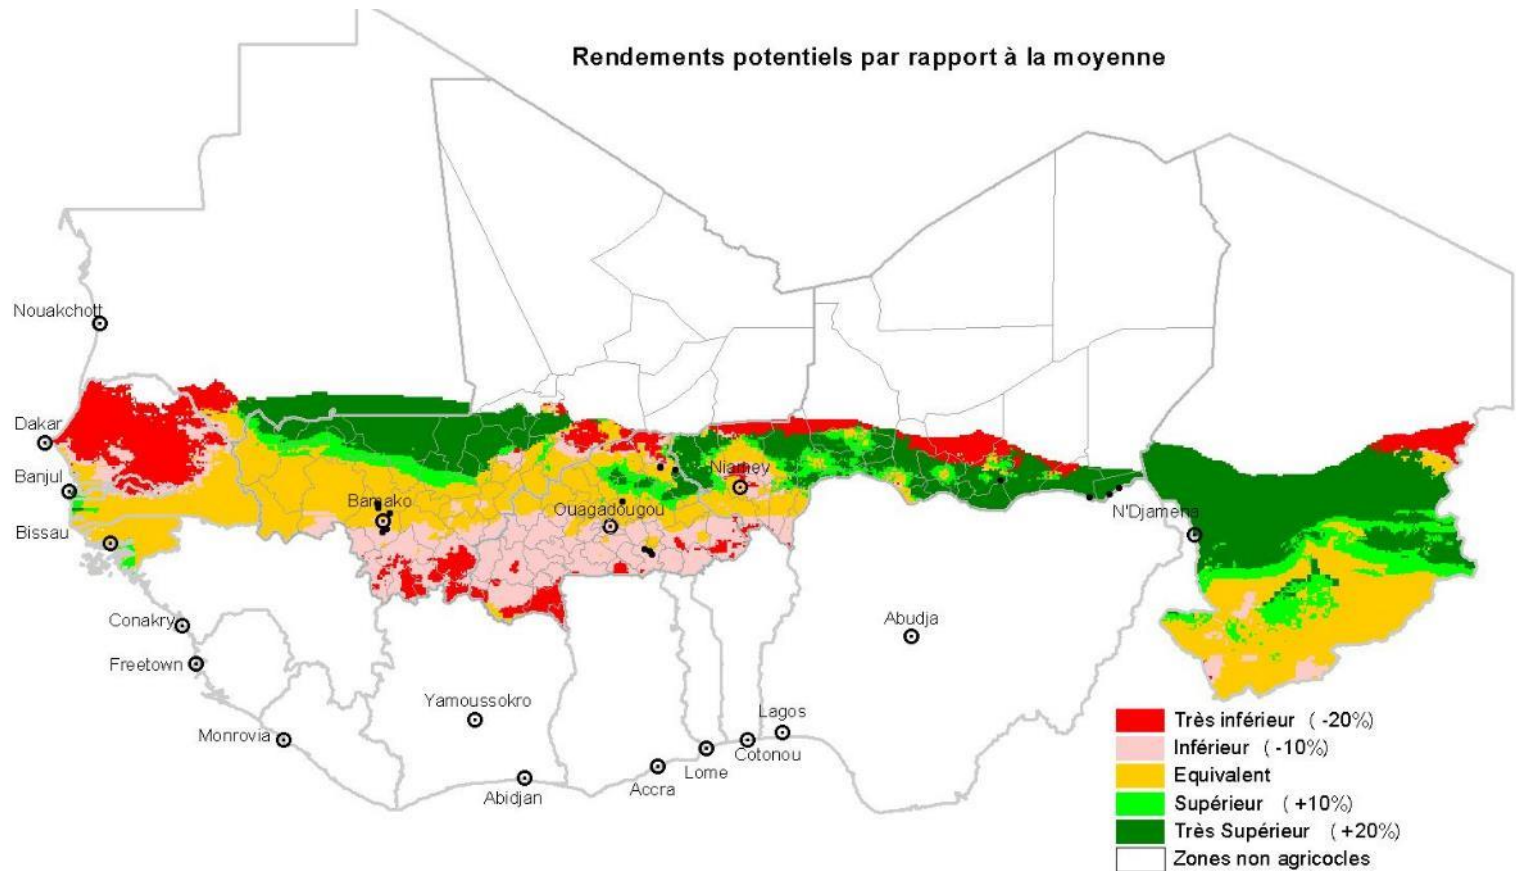 Rendements potentiels par rapport à la moyenne
Nouakchott
Dakar
Banjul
Bissau
Bamako
Ouagadougou
Niamey
N'Djamena
Conakry
Freetown
Monrovia
Yamoussokro
Abidjan
Accra
Lome
Cotonou
Lagos
Abudja
Très inférieur ( -20%)
Inférieur ( -10%)
Equivalent
Supérieur ( +10%)
Très Supérieur ( +20%)
Zones non agricocles